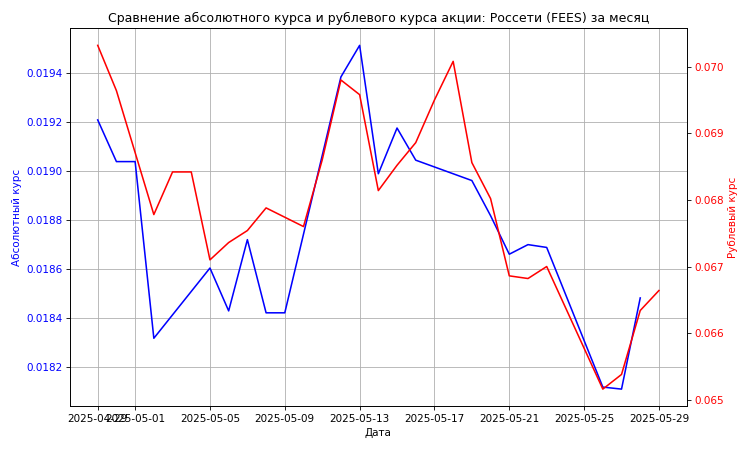 Сравнение абсолютного курса и рублевого курса акции: Россети (FEES) за месяц
Абсолютный курс
0.0194
0.0192
0.0190
0.0188
0.0186
0.0184
0.0182
0.070
0.069
0.068
0.067
0.066
0.065
Рублевый курс
2025-04-29 2025-05-01 2025-05-05 2025-05-09 2025-05-13 2025-05-17 2025-05-21 2025-05-25 2025-05-29
Дата